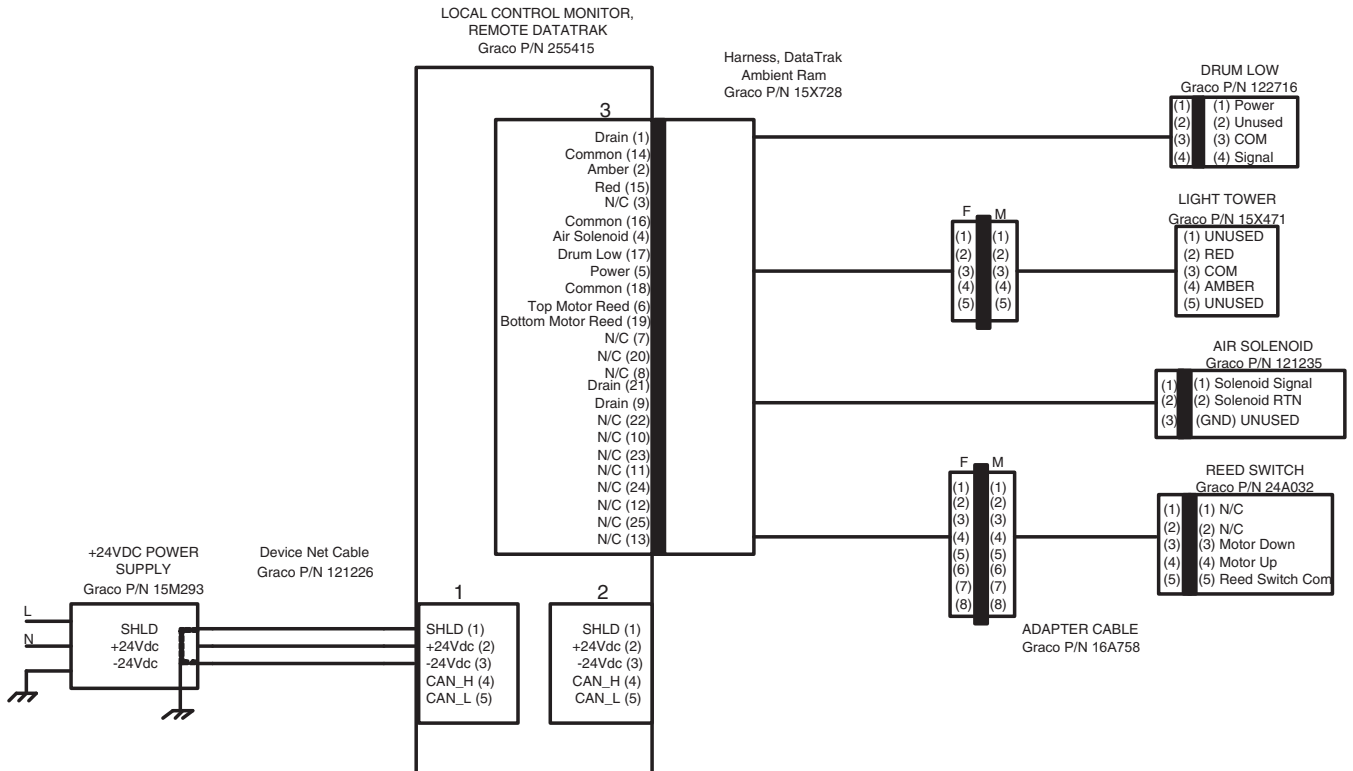 LOCAL CONTROL MONITOR,
REMOTE DATATRAK
Graco P/N 255415
Harness, DataTrak
Ambient Ram
Graco P/N 15X728
3
Drain (1)
Common (14)
Amber (2)
Red (15)
N/C (3)
Common (16)
Air Solenoid (4)
Drum Low (17)
Power (5)
Common (18)
Top Motor Reed (6)
Bottom Motor Reed (19)
N/C (7)
N/C (20)
N/C (8)
Drain (21)
Drain (9)
N/C (22)
N/C (10)
N/C (23)
N/C (11)
N/C (24)
N/C (12)
N/C (25)
N/C (13)
DRUM LOW
Graco P/N 122716
(1) (1) Power
(2) (2) Unused
(3) (3) COM
(4) (4) Signal
F M
(1) (1)
(2) (2)
(3) (3)
(4) (4)
(5) (5)
LIGHT TOWER
Graco P/N 15X471
(1) UNUSED
(2) RED
(3) COM
(4) AMBER
(5) UNUSED
AIR SOLENOID
Graco P/N 121235
(1) (1) Solenoid Signal
(2) (2) Solenoid RTN
(3) (GND) UNUSED
F M
(1) (1)
(2) (2)
(3) (3)
(4) (4)
(5) (5)
(6) (6)
(7) (7)
(8) (8)
ADAPTER CABLE
Graco P/N 16A758
REED SWITCH
Graco P/N 24A032
(1) (1) N/C
(2) (2) N/C
(3) (3) Motor Down
(4) (4) Motor Up
(5) (5) Reed Switch Com
+24VDC POWER
SUPPLY
Graco P/N 15M293
L
N
SHLD
+24Vdc
-24Vdc
Device Net Cable
Graco P/N 121226
1
SHLD (1)
+24Vdc (2)
-24Vdc (3)
CAN_H (4)
CAN_L (5)
2
SHLD (1)
+24Vdc (2)
-24Vdc (3)
CAN_H (4)
CAN_L (5)